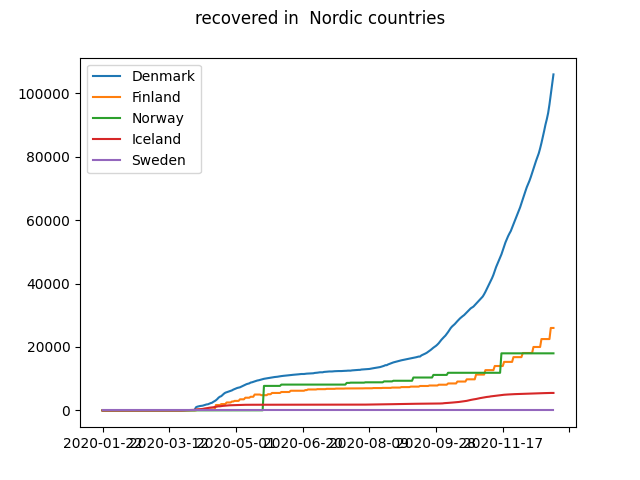 recovered in  Nordic countries
Denmark
Finland
Norway
Iceland
Sweden
100000
80000
60000
40000
20000
0
2020-01-22 2020-03-12 2020-05-01 2020-06-20 2020-08-09 2020-09-28 2020-11-17